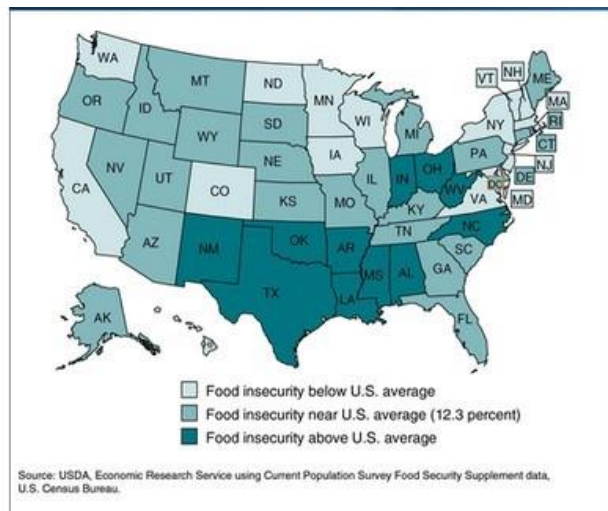 WA
MT
ND
MN
VT
NH
ME
OR
ID
SD
WI
MI
NY
MA
RI
WY
CT
NE
IA
PA
NJ
NV
UT
CO
IL
IN
OH
WV
DC
DE
CA
KS
MO
KY
VA
MD
AZ
NM
OK
AR
TN
NC
SC
TX
LA
MS
AL
GA
AK
FL
Food insecurity below U.S. average
Food insecurity near U.S. average (12.3 percent)
Food insecurity above U.S. average
Source: USDA, Economic Research Service using Current Population Survey Food Security Supplement data,
U.S. Census Bureau.